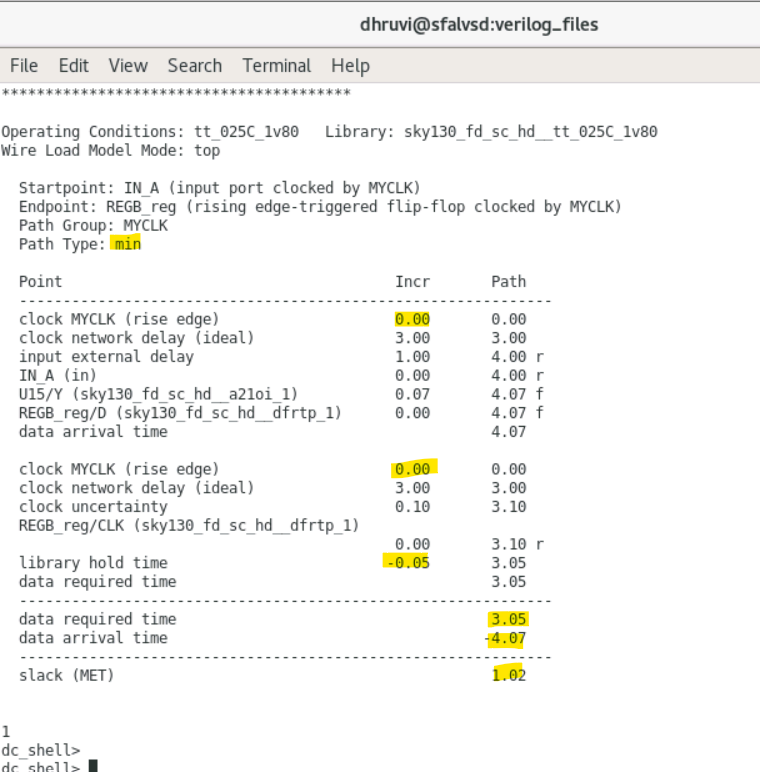 dhruvi@sfalvsd:verilog_files
File Edit View Search Terminal Help
****************************************
Operating Conditions: tt_025C_1v80   Library: sky130_fd_sc_hd__tt_025C_1v80
Wire Load Model Mode: top
Startpoint: IN_A (input port clocked by MYCLK)
Endpoint: REGB_reg (rising edge-triggered flip-flop clocked by MYCLK)
Path Group: MYCLK
Path Type: min
Point Incr Path
-------------------------------------------------------------
clock MYCLK (rise edge) 0.00 0.00
clock network delay (ideal) 3.00 3.00
input external delay 1.00 4.00 r
IN_A (in) 0.00 4.00 r
U15/Y (sky130_fd_sc_hd__a21oi_1) 0.07 4.07 f
REGB_reg/D (sky130_fd_sc_hd__dfrtp_1) 0.00 4.07 f
data arrival time 4.07
clock MYCLK (rise edge) 0.00 0.00
clock network delay (ideal) 3.00 3.00
clock uncertainty 0.10 3.10
REGB_reg/CLK (sky130_fd_sc_hd__dfrtp_1)
0.00 3.10 r
library hold time -0.05 3.05
data required time 3.05
-------------------------------------------------------------
data required time 3.05
data arrival time -4.07
-------------------------------------------------------------
slack (MET) 1.02
1
dc_shell>
dc_shell>